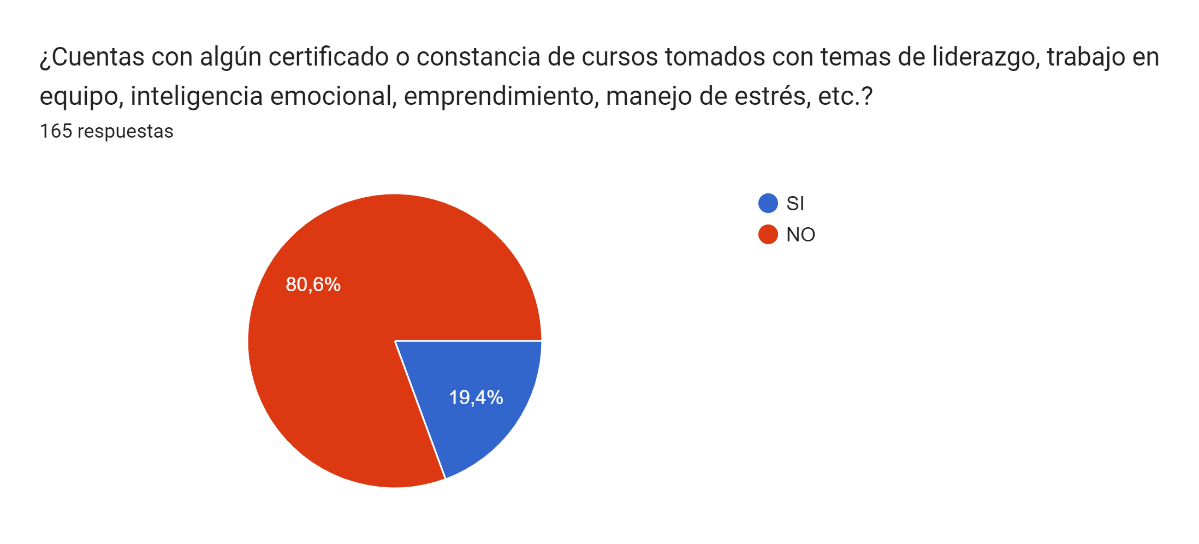 ¿Cuentas con algún certificado o constancia de cursos tomados con temas de liderazgo, trabajo en
equipo, inteligencia emocional, emprendimiento, manejo de estrés, etc.?
165 respuestas
SI
NO
80,6%
19,4%